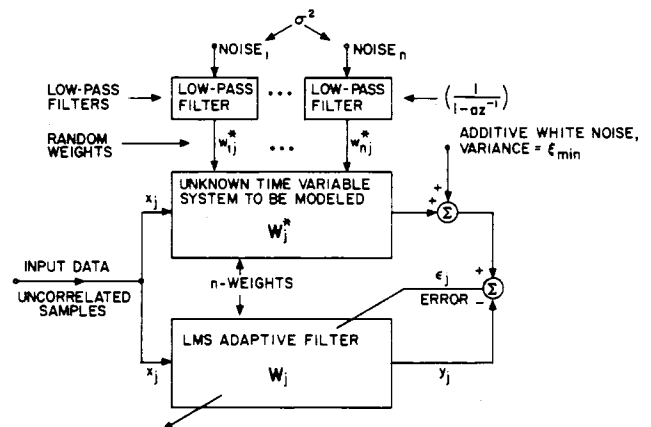 σ²
NOISE₁ NOISEₙ
LOW-PASS FILTERS
LOW-PASS FILTER
• • •
LOW-PASS FILTER
(1/(1-az⁻¹))
RANDOM WEIGHTS
w*₁ⱼ
• • •
w*ₙⱼ
ADDITIVE WHITE NOISE,
VARIANCE = ξmin
UNKNOWN TIME VARIABLE
SYSTEM TO BE MODELED
W*ⱼ
xⱼ
+
+
Σ
INPUT DATA
UNCORRELATED
SAMPLES
n-WEIGHTS
εⱼ
ERROR
+
Σ
−
LMS ADAPTIVE FILTER
Wⱼ
xⱼ
yⱼ